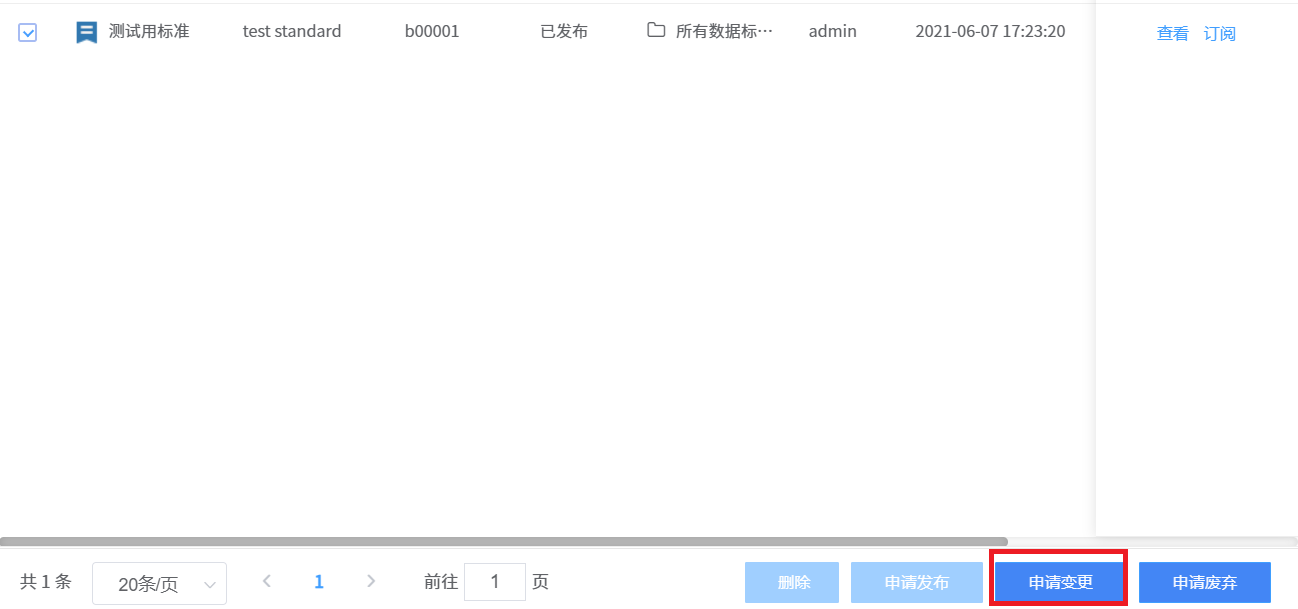 测试用标准 test standard b00001 已发布 所有数据标… admin 2021-06-07 17:23:20 查看 订阅
共 1 条 20条/页 1 前往 1 页 删除 申请发布 申请变更 申请废弃